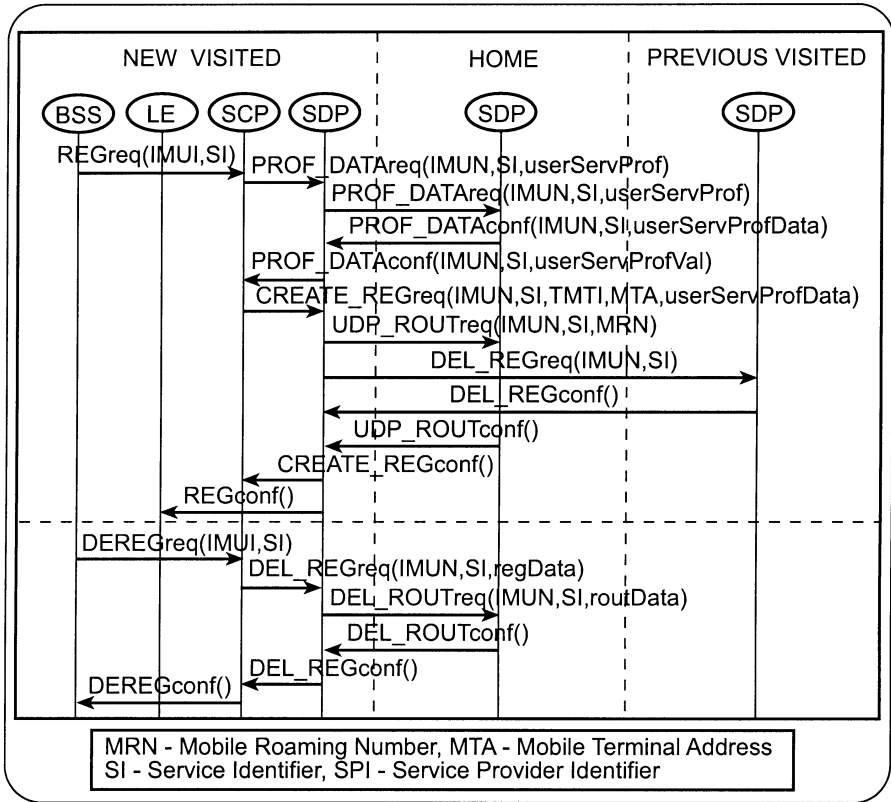 NEW VISITED
HOME
PREVIOUS VISITED
BSS
LE
SCP
SDP
SDP
SDP
REGreq(IMUI,SI)
PROF_DATAreq(IMUN,SI,userServProf)
PROF_DATAreq(IMUN,SI,userServProf)
PROF_DATAconf(IMUN,SI,userServProfData)
PROF_DATAconf(IMUN,SI,userServProfVal)
CREATE_REGreq(IMUN,SI,TMTI,MTA,userServProfData)
UDP_ROUTreq(IMUN,SI,MRN)
DEL_REGreq(IMUN,SI)
DEL_REGconf()
UDP_ROUTconf()
CREATE_REGconf()
REGconf()
DEREGreq(IMUI,SI)
DEL_REGreq(IMUN,SI,regData)
DEL_ROUTreq(IMUN,SI,routData)
DEL_ROUTconf()
DEL_REGconf()
DEREGconf()
MRN - Mobile Roaming Number, MTA - Mobile Terminal Address
SI - Service Identifier, SPI - Service Provider Identifier